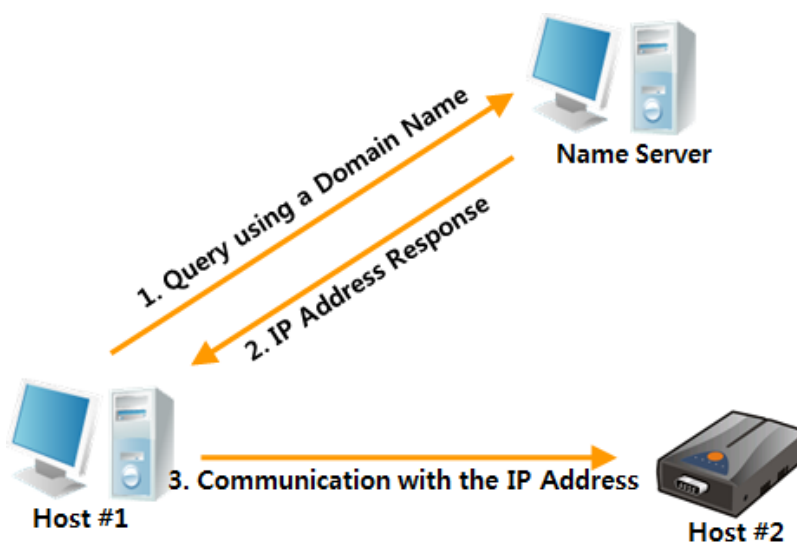 Name Server
1. Query using a Domain Name
2. IP Address Response
3. Communication with the IP Address
Host #1
Host #2